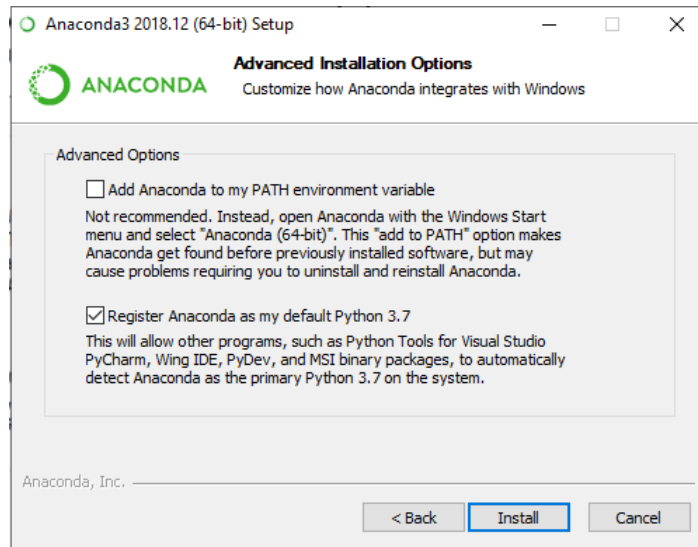 Anaconda3 2018.12 (64-bit) Setup
ANACONDA
Advanced Installation Options
Customize how Anaconda integrates with Windows
Advanced Options
Add Anaconda to my PATH environment variable
Not recommended. Instead, open Anaconda with the Windows Start
menu and select "Anaconda (64-bit)". This "add to PATH" option makes
Anaconda get found before previously installed software, but may
cause problems requiring you to uninstall and reinstall Anaconda.
Register Anaconda as my default Python 3.7
This will allow other programs, such as Python Tools for Visual Studio
PyCharm, Wing IDE, PyDev, and MSI binary packages, to automatically
detect Anaconda as the primary Python 3.7 on the system.
Anaconda, Inc.
< Back
Install
Cancel